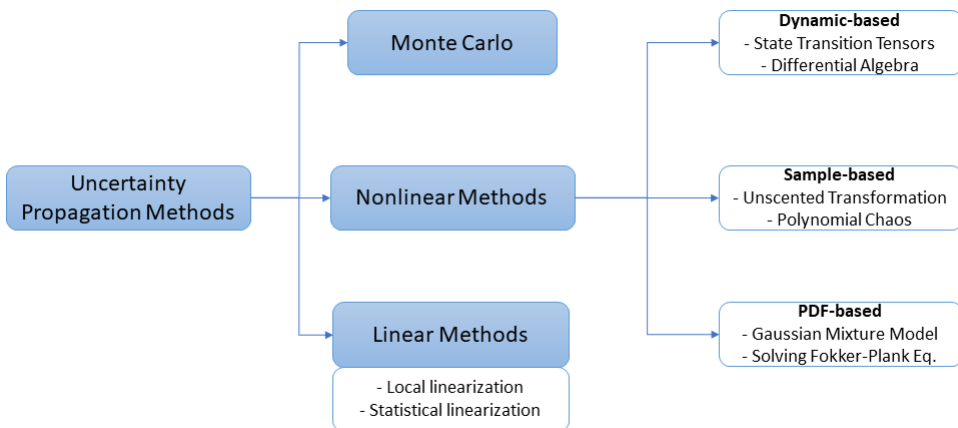 Uncertainty
Propagation Methods
Monte Carlo
Nonlinear Methods
Linear Methods
- Local linearization
- Statistical linearization
Dynamic-based
- State Transition Tensors
- Differential Algebra
Sample-based
- Unscented Transformation
- Polynomial Chaos
PDF-based
- Gaussian Mixture Model
- Solving Fokker-Plank Eq.